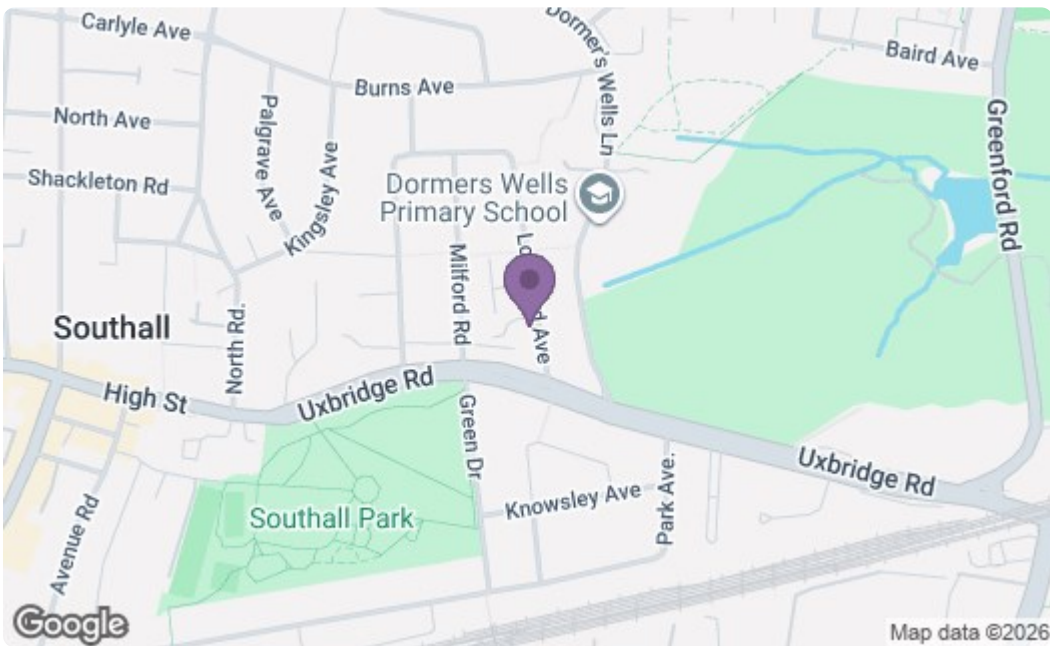 Carlyle Ave
Dormer's Wells Ln
Baird Ave
Burns Ave
North Ave
Palgrave Ave
Greenford Rd
Shackleton Rd
Kingsley Ave
Dormers Wells
Primary School
Milford Rd
Ave
Southall
North Rd.
High St
Uxbridge Rd
Green Dr
Uxbridge Rd
Park Ave.
Knowsley Ave
Southall Park
Avenue Rd
Google
Map data ©2026